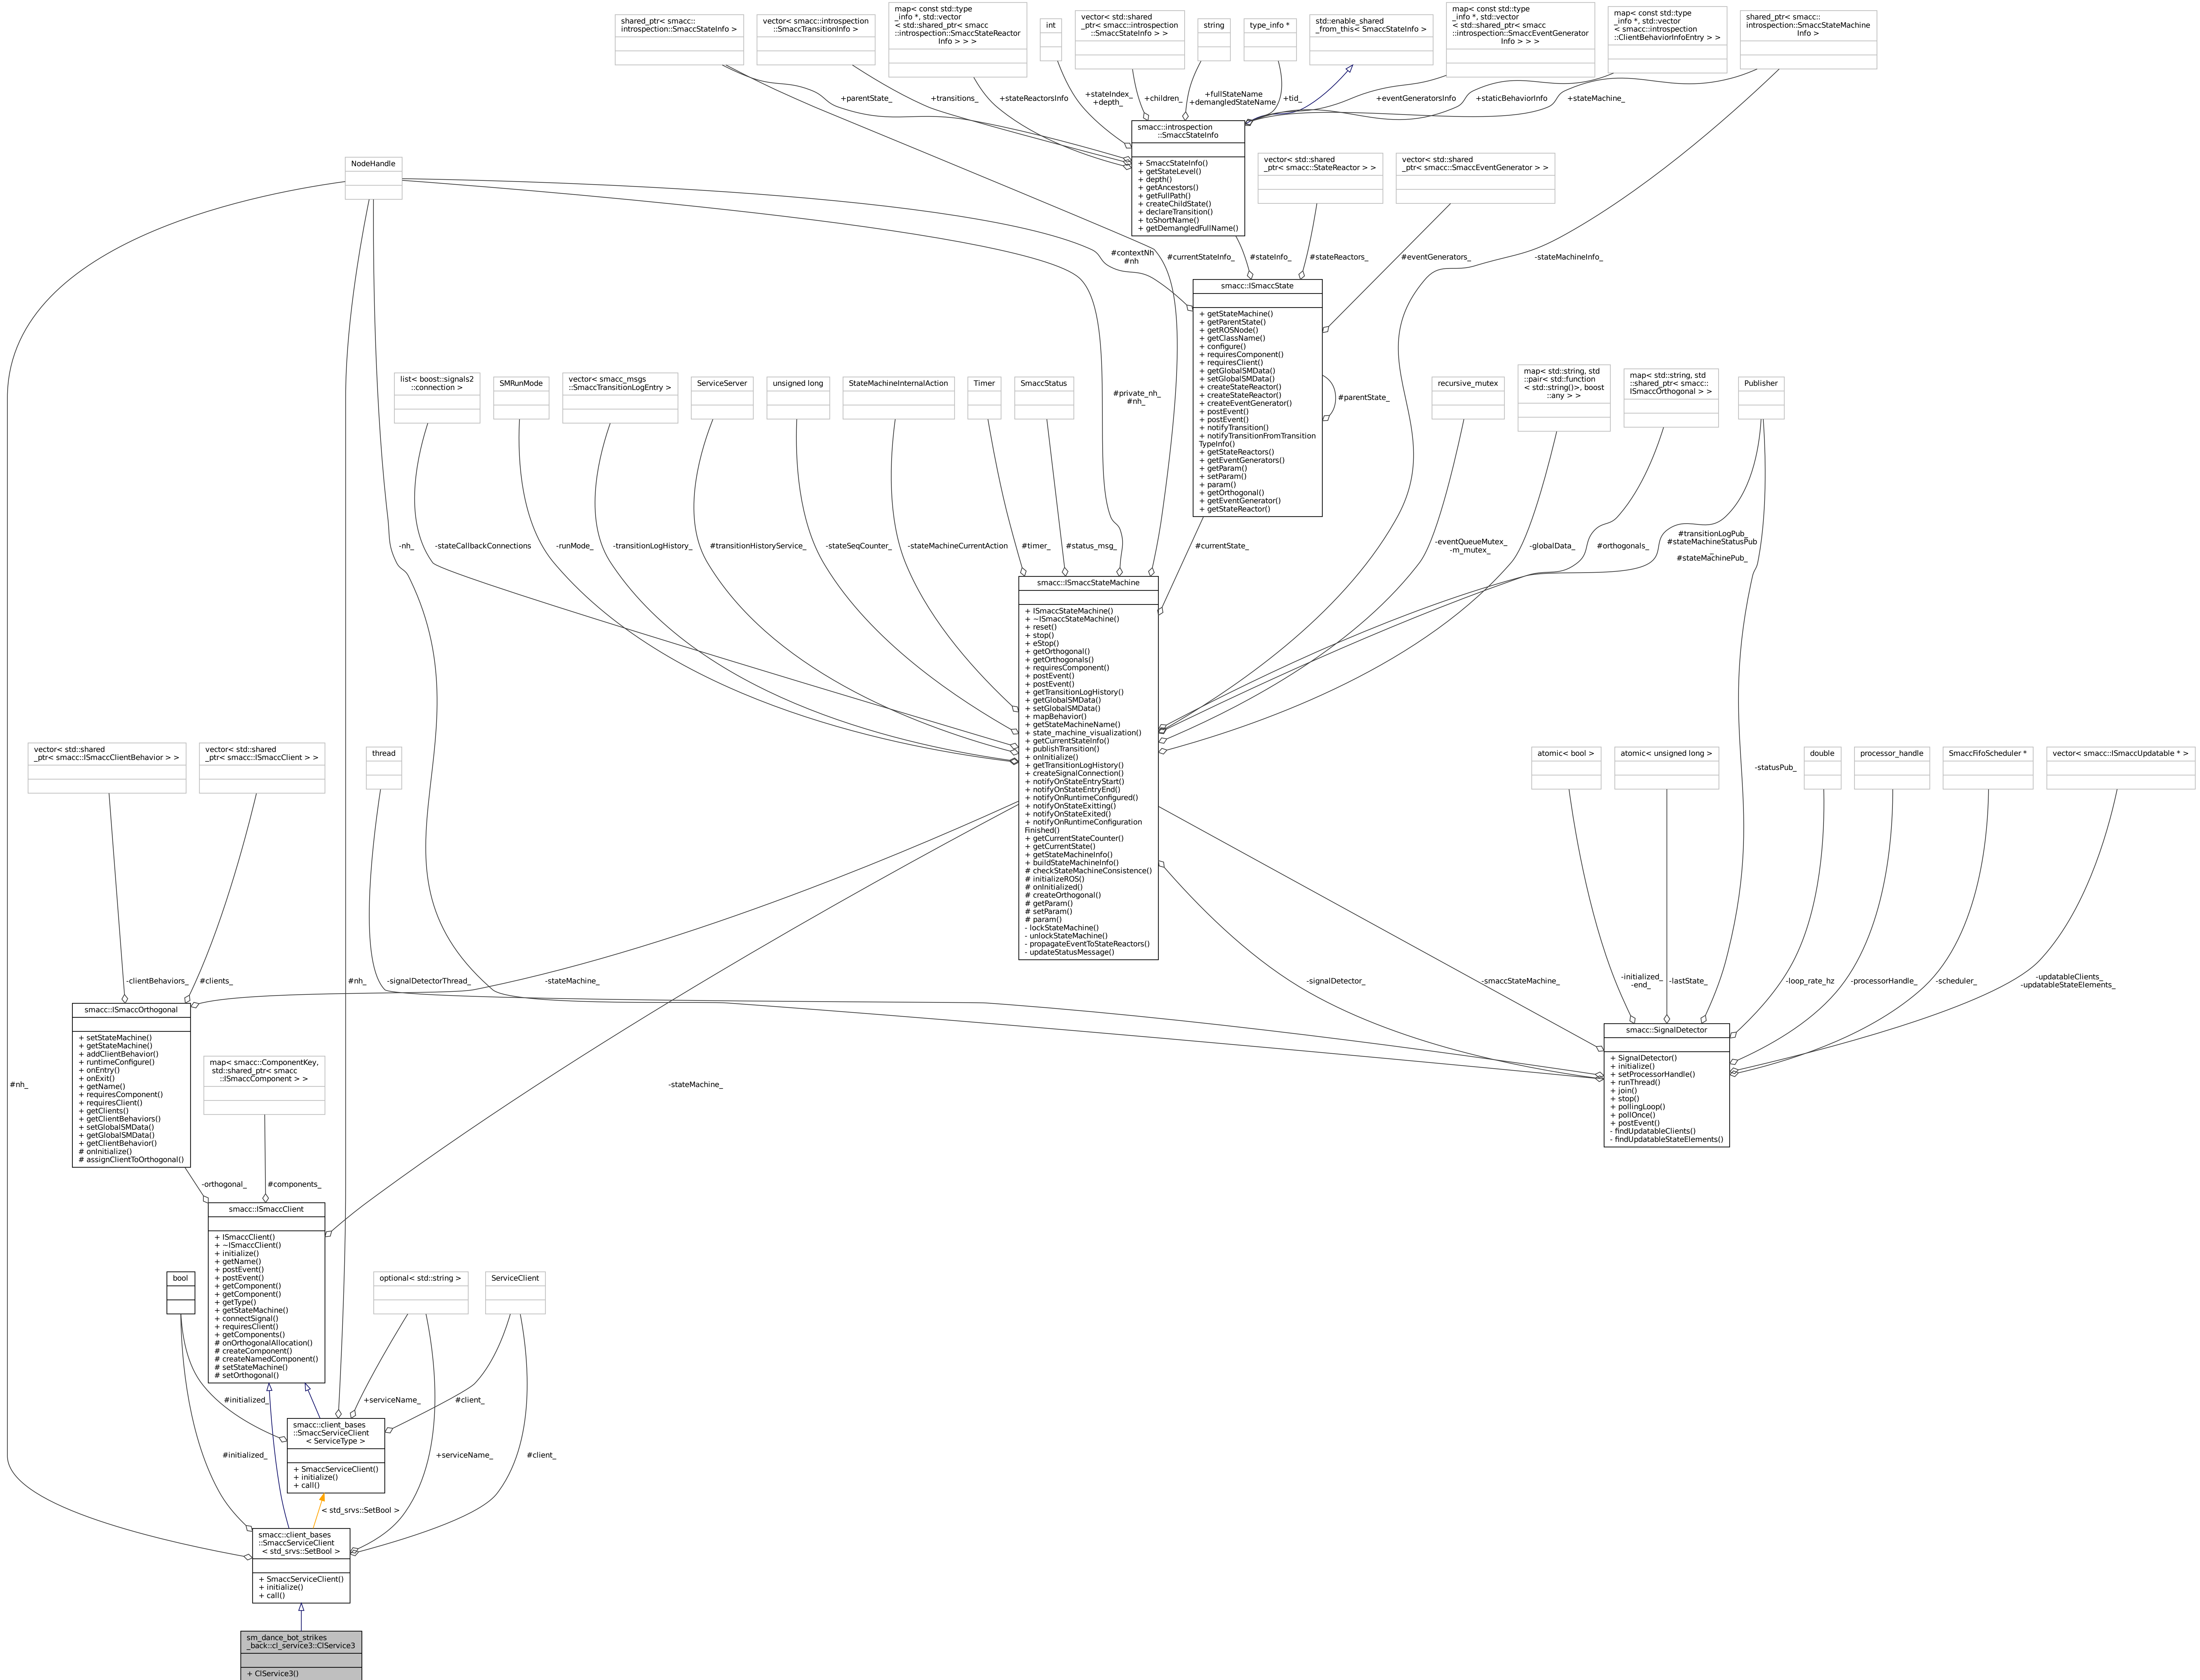 shared_ptr< smacc::
introspection::SmaccStateInfo >
vector< smacc::introspection
::SmaccTransitionInfo >
map< const std::type
_info *, std::vector
< std::shared_ptr< smacc
::introspection::SmaccStateReactor
Info > > >
int
vector< std::shared
_ptr< smacc::introspection
::SmaccStateInfo > >
string
type_info *
std::enable_shared
_from_this< SmaccStateInfo >
map< const std::type
_info *, std::vector
< std::shared_ptr< smacc
::introspection::SmaccEventGenerator
Info > > >
map< const std::type
_info *, std::vector
< smacc::introspection
::ClientBehaviorInfoEntry > >
shared_ptr< smacc::
introspection::SmaccStateMachine
Info >
+parentState_
+transitions_
+stateReactorsInfo
+stateIndex_
+depth_
+children_
+fullStateName
+demangledStateName
+tid_
+eventGeneratorsInfo
+staticBehaviorInfo
+stateMachine_
smacc::introspection
::SmaccStateInfo
+ SmaccStateInfo()
+ getStateLevel()
+ depth()
+ getAncestors()
+ getFullPath()
+ createChildState()
+ declareTransition()
+ toShortName()
+ getDemangledFullName()
NodeHandle
vector< std::shared
_ptr< smacc::StateReactor > >
vector< std::shared
_ptr< smacc::SmaccEventGenerator > >
#contextNh
#nh
#currentStateInfo_
#stateInfo_
#stateReactors_
#eventGenerators_
-stateMachineInfo_
smacc::ISmaccState
+ getStateMachine()
+ getParentState()
+ getROSNode()
+ getClassName()
+ configure()
+ requiresComponent()
+ requiresClient()
+ getGlobalSMData()
+ setGlobalSMData()
+ createStateReactor()
+ createStateReactor()
+ createEventGenerator()
+ postEvent()
+ postEvent()
+ notifyTransition()
+ notifyTransitionFromTransition
TypeInfo()
+ getStateReactors()
+ getEventGenerators()
+ getParam()
+ setParam()
+ param()
+ getOrthogonal()
+ getEventGenerator()
+ getStateReactor()
#parentState_
list< boost::signals2
::connection >
SMRunMode
vector< smacc_msgs
::SmaccTransitionLogEntry >
ServiceServer
unsigned long
StateMachineInternalAction
Timer
SmaccStatus
#private_nh_
#nh_
recursive_mutex
map< std::string, std
::pair< std::function
< std::string()>, boost
::any > >
map< std::string, std
::shared_ptr< smacc::
ISmaccOrthogonal > >
Publisher
-nh_
-stateCallbackConnections
-runMode_
-transitionLogHistory_
#transitionHistoryService_
-stateSeqCounter_
-stateMachineCurrentAction
#timer_
#status_msg_
#currentState_
-eventQueueMutex_
-m_mutex_
-globalData_
#orthogonals_
#transitionLogPub_
#stateMachineStatusPub
_
#stateMachinePub_
smacc::ISmaccStateMachine
+ ISmaccStateMachine()
+ ~ISmaccStateMachine()
+ reset()
+ stop()
+ eStop()
+ getOrthogonal()
+ getOrthogonals()
+ requiresComponent()
+ postEvent()
+ postEvent()
+ getTransitionLogHistory()
+ getGlobalSMData()
+ setGlobalSMData()
+ mapBehavior()
+ getStateMachineName()
+ state_machine_visualization()
+ getCurrentStateInfo()
+ publishTransition()
+ onInitialize()
+ getTransitionLogHistory()
+ createSignalConnection()
+ notifyOnStateEntryStart()
+ notifyOnStateEntryEnd()
+ notifyOnRuntimeConfigured()
+ notifyOnStateExitting()
+ notifyOnStateExited()
+ notifyOnRuntimeConfiguration
Finished()
+ getCurrentStateCounter()
+ getCurrentState()
+ getStateMachineInfo()
+ buildStateMachineInfo()
# checkStateMachineConsistence()
# initializeROS()
# onInitialized()
# createOrthogonal()
# getParam()
# setParam()
# param()
- lockStateMachine()
- unlockStateMachine()
- propagateEventToStateReactors()
- updateStatusMessage()
vector< std::shared
_ptr< smacc::ISmaccClientBehavior > >
vector< std::shared
_ptr< smacc::ISmaccClient > >
thread
atomic< bool >
atomic< unsigned long >
-statusPub_
double
processor_handle
SmaccFifoScheduler *
vector< smacc::ISmaccUpdatable * >
-clientBehaviors_
#clients_
#nh_
-signalDetectorThread_
-stateMachine_
-signalDetector_
-smaccStateMachine_
-initialized_
-end_
-lastState_
-loop_rate_hz
-processorHandle_
-scheduler_
-updatableClients_
-updatableStateElements_
smacc::ISmaccOrthogonal
+ setStateMachine()
+ getStateMachine()
+ addClientBehavior()
+ runtimeConfigure()
+ onEntry()
+ onExit()
+ getName()
+ requiresComponent()
+ requiresClient()
+ getClients()
+ getClientBehaviors()
+ setGlobalSMData()
+ getGlobalSMData()
+ getClientBehavior()
# onInitialize()
# assignClientToOrthogonal()
smacc::SignalDetector
+ SignalDetector()
+ initialize()
+ setProcessorHandle()
+ runThread()
+ join()
+ stop()
+ pollingLoop()
+ pollOnce()
+ postEvent()
- findUpdatableClients()
- findUpdatableStateElements()
map< smacc::ComponentKey,
std::shared_ptr< smacc
::ISmaccComponent > >
#nh_
-stateMachine_
-orthogonal_
#components_
smacc::ISmaccClient
+ ISmaccClient()
+ ~ISmaccClient()
+ initialize()
+ getName()
+ postEvent()
+ postEvent()
+ getComponent()
+ getComponent()
+ getType()
+ getStateMachine()
+ connectSignal()
+ requiresClient()
+ getComponents()
# onOrthogonalAllocation()
# createComponent()
# createNamedComponent()
# setStateMachine()
# setOrthogonal()
bool
optional< std::string >
ServiceClient
#initialized_
+serviceName_
#client_
smacc::client_bases
::SmaccServiceClient
< ServiceType >
+ SmaccServiceClient()
+ initialize()
+ call()
#initialized_
+serviceName_
#client_
< std_srvs::SetBool >
smacc::client_bases
::SmaccServiceClient
< std_srvs::SetBool >
+ SmaccServiceClient()
+ initialize()
+ call()
sm_dance_bot_strikes
_back::cl_service3::ClService3
+ ClService3()